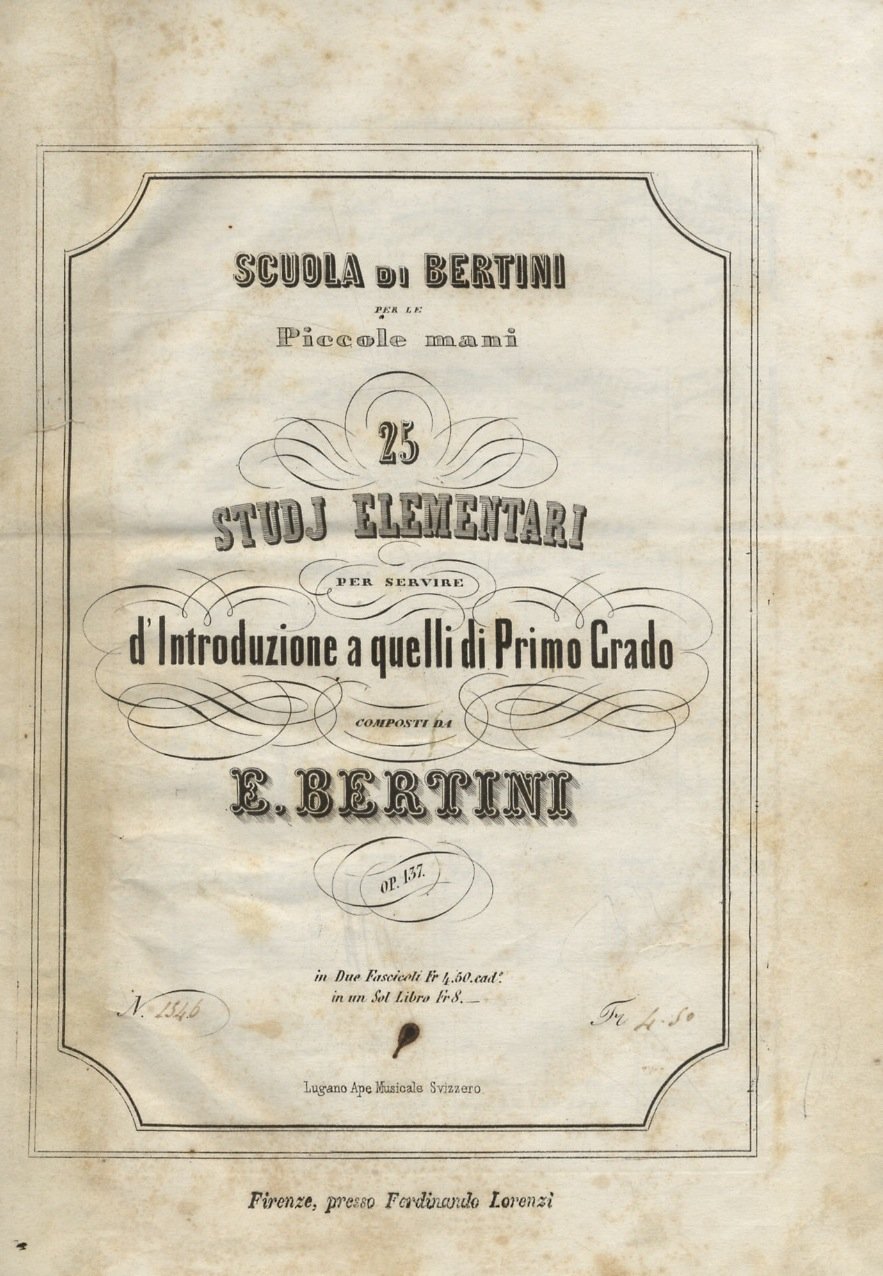 SCUOLA DI BERTINI
PER LE
Piccole mani
25
STUDJ ELEMENTARI
PER SERVIRE
d'Introduzione a quelli di Primo Grado
COMPOSTI DA
E. BERTINI
OP. 137.
in Due Fascicoli Fr 4.50. cad.º
in un Sol Libro Fr 8. _
N. 1546
Fr 4.50
Lugano Ape Musicale Svizzero
Firenze, presso Ferdinando Lorenzi